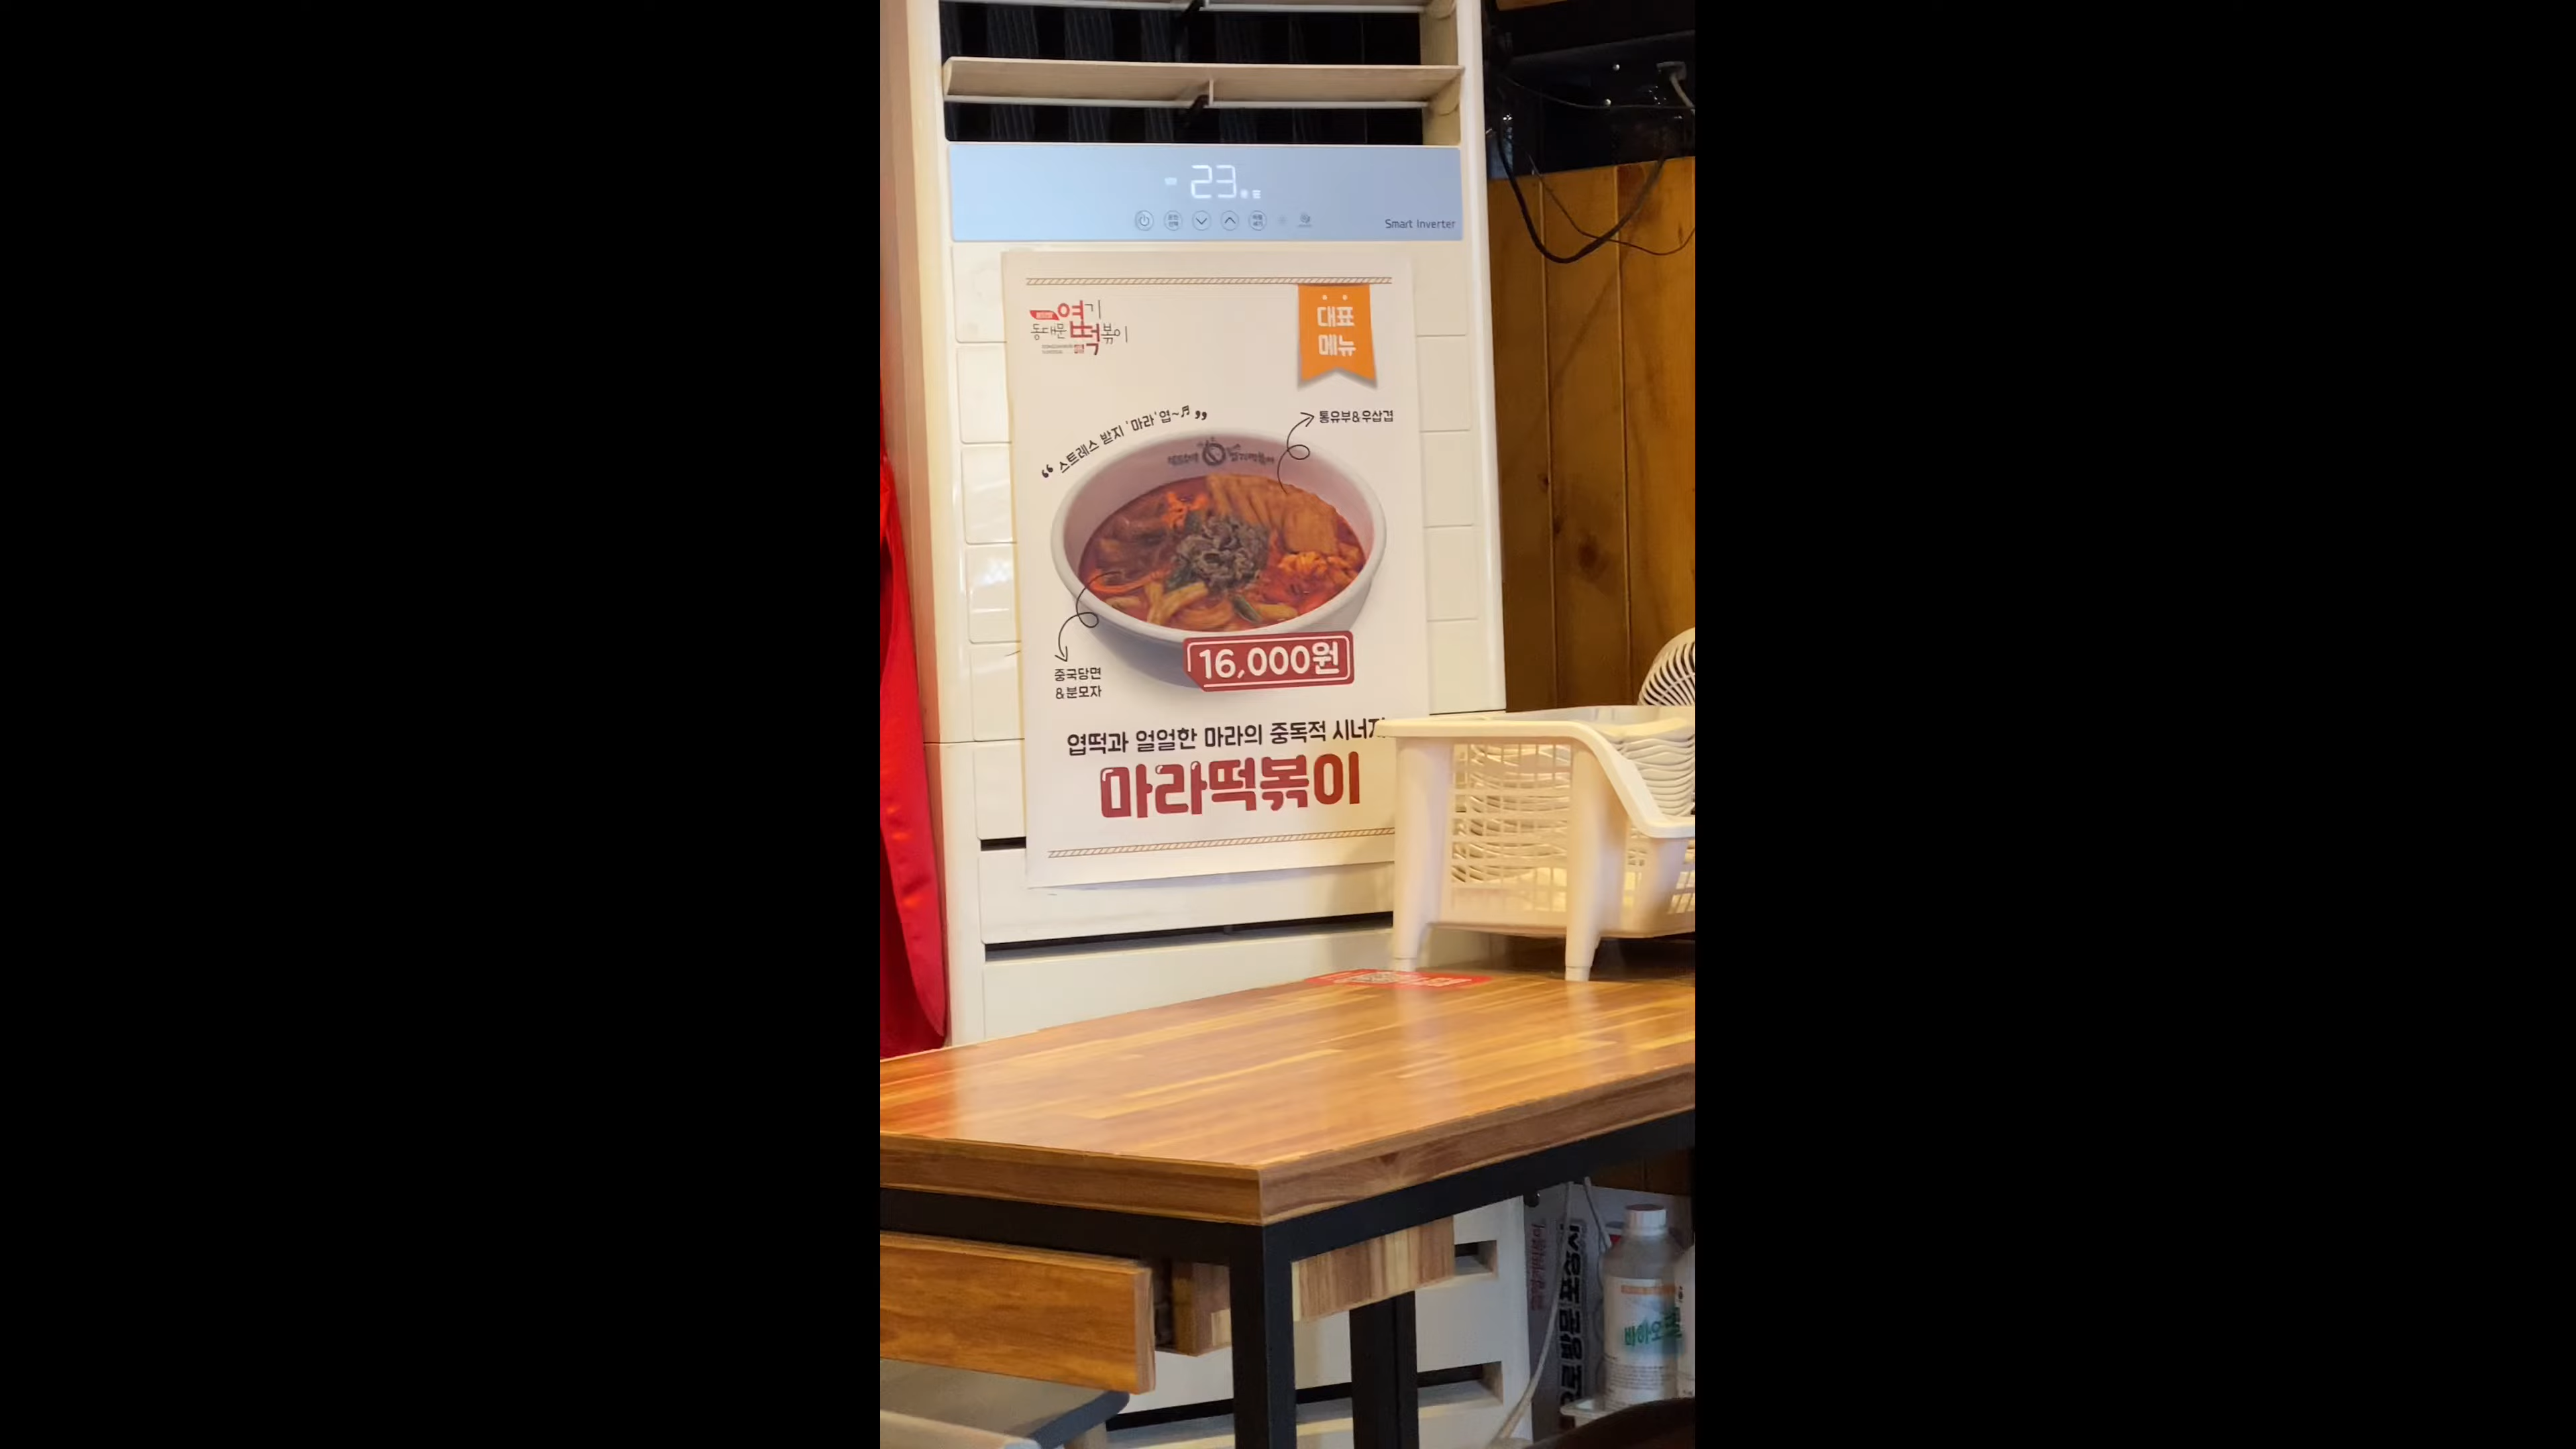 23
Smart Inverter
엽기
동대문 떡볶이
대표
메뉴
“ 스트레스 받지 '마라' 엽~♬ ”
통유부&우삼겹
16,000원
중국당면
&분모자
엽떡과 얼얼한 마라의 중독적 시너지
마라떡볶이